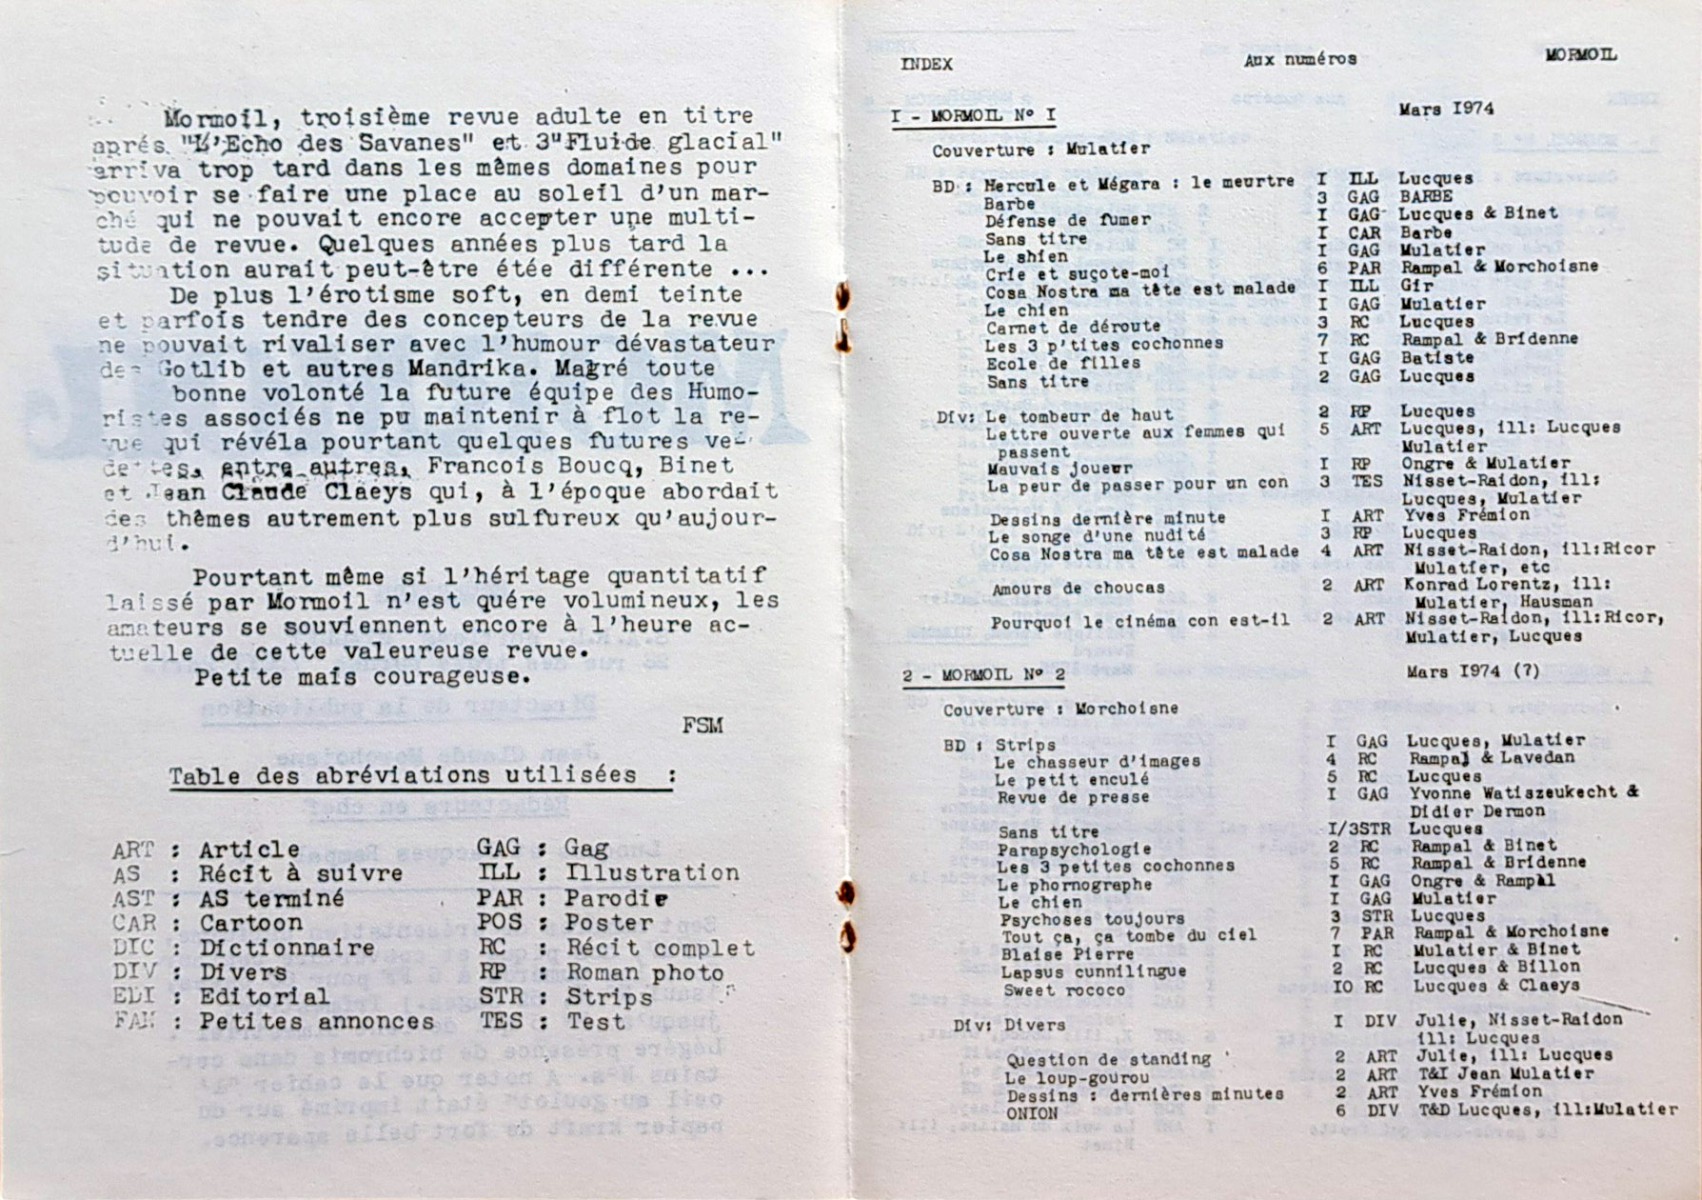 Mormoil, troisième revue adulte en titre
aprés "L'Echo des Savanes" et 3"Fluide glacial"
arriva trop tard dans les mêmes domaines pour
pouvoir se faire une place au soleil d'un mar-
ché qui ne pouvait encore accepter une multi-
tude de revue. Quelques années plus tard la
situation aurait peut-être étée différente ...
De plus l'érotisme soft, en demi teinte
et parfois tendre des concepteurs de la revue
ne pouvait rivaliser avec l'humour dévastateur
des Gotlib et autres Mandrika. Magré toute
bonne volonté la future équipe des Humo-
ristes associés ne pu maintenir à flot la re-
vue qui révéla pourtant quelques futures ve-
dettes, entre autres, Francois Boucq, Binet
et Jean Claude Claeys qui, à l'époque abordait
des thèmes autrement plus sulfureux qu'aujour-
d'hui.
Pourtant même si l'héritage quantitatif
laissé par Mormoil n'est quére volumineux, les
amateurs se souviennent encore à l'heure ac-
tuelle de cette valeureuse revue.
Petite mais courageuse.
FSM
Table des abréviations utilisées :
ART : Article GAG : Gag
AS : Récit à suivre ILL : Illustration
AST : AS terminé PAR : Parodie
CAR : Cartoon POS : Poster
DIC : Dictionnaire RC : Récit complet
DIV : Divers RP : Roman photo
EDI : Editorial STR : Strips
FAN : Petites annonces TES : Test
INDEX Aux numéros MORMOIL
I - MORMOIL N° I Mars I974
Couverture : Mulatier
BD : Hercule et Mégara : le meurtre I ILL Lucques
Barbe 3 GAG BARBE
Défense de fumer I GAG Lucques & Binet
Sans titre I CAR Barbe
Le shien I GAG Mulatier
Crie et suçote-moi 6 PAR Rampal & Morchoisne
Cosa Nostra ma tête est malade I ILL Gir
Le chien I GAG Mulatier
Carnet de déroute 3 RC Lucques
Les 3 p'tites cochonnes 7 RC Rampal & Bridenne
Ecole de filles I GAG Batiste
Sans titre 2 GAG Lucques
Div: Le tombeur de haut 2 RP Lucques
Lettre ouverte aux femmes qui 5 ART Lucques, ill: Lucques
passent Mulatier
Mauvais joueur I RP Ongre & Mulatier
La peur de passer pour un con 3 TES Nisset-Raidon, ill:
Lucques, Mulatier
Dessins dernière minute I ART Yves Frémion
Le songe d'une nudité 3 RP Lucques
Cosa Nostra ma tête est malade 4 ART Nisset-Raidon, ill:Ricor
Mulatier, etc
Amours de choucas 2 ART Konrad Lorentz, ill:
Mulatier, Hausman
Pourquoi le cinéma con est-il 2 ART Nisset-Raidon, ill:Ricor,
Mulatier, Lucques
2 - MORMOIL N° 2 Mars I974 (?)
Couverture : Morchoisne
BD : Strips I GAG Lucques, Mulatier
Le chasseur d'images 4 RC Rampal & Lavedan
Le petit enculé 5 RC Lucques
Revue de presse I GAG Yvonne Watiszeukecht &
Didier Dermon
Sans titre I/3STR Lucques
Parapsychologie 2 RC Rampal & Binet
Les 3 petites cochonnes 5 RC Rampal & Bridenne
Le phornographe I GAG Ongre & Rampal
Le chien I GAG Mulatier
Psychoses toujours 3 STR Lucques
Tout ça, ça tombe du ciel 7 PAR Rampal & Morchoisne
Blaise Pierre I RC Mulatier & Binet
Lapsus cunnilingue 2 RC Lucques & Billon
Sweet rococo IO RC Lucques & Claeys
Div: Divers I DIV Julie, Nisset-Raidon
ill: Lucques
Question de standing 2 ART Julie, ill: Lucques
Le loup-gourou 2 ART T&I Jean Mulatier
Dessins : dernières minutes 2 ART Yves Frémion
ONION 6 DIV T&D Lucques, ill:Mulatier